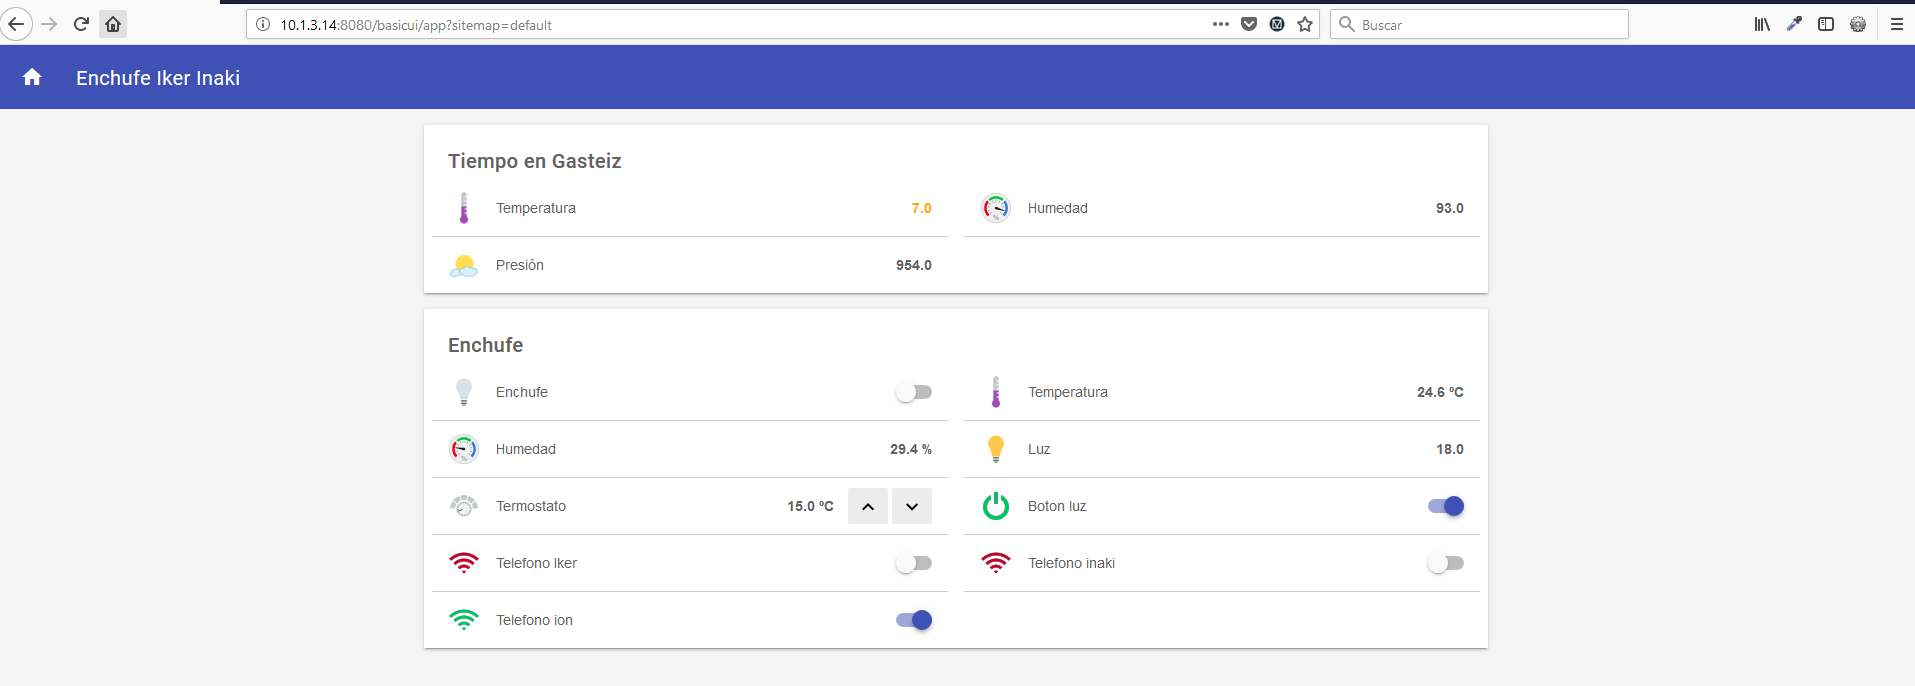 10.1.3.14:8080/basicui/app?sitemap=default
Buscar
Enchufe Iker Inaki
Tiempo en Gasteiz
Temperatura 7.0
Humedad 93.0
Presión 954.0
Enchufe
Enchufe
Temperatura 24.6 ºC
Humedad 29.4 %
Luz 18.0
Termostato 15.0 ºC
Boton luz
Telefono Iker
Telefono inaki
Telefono ion